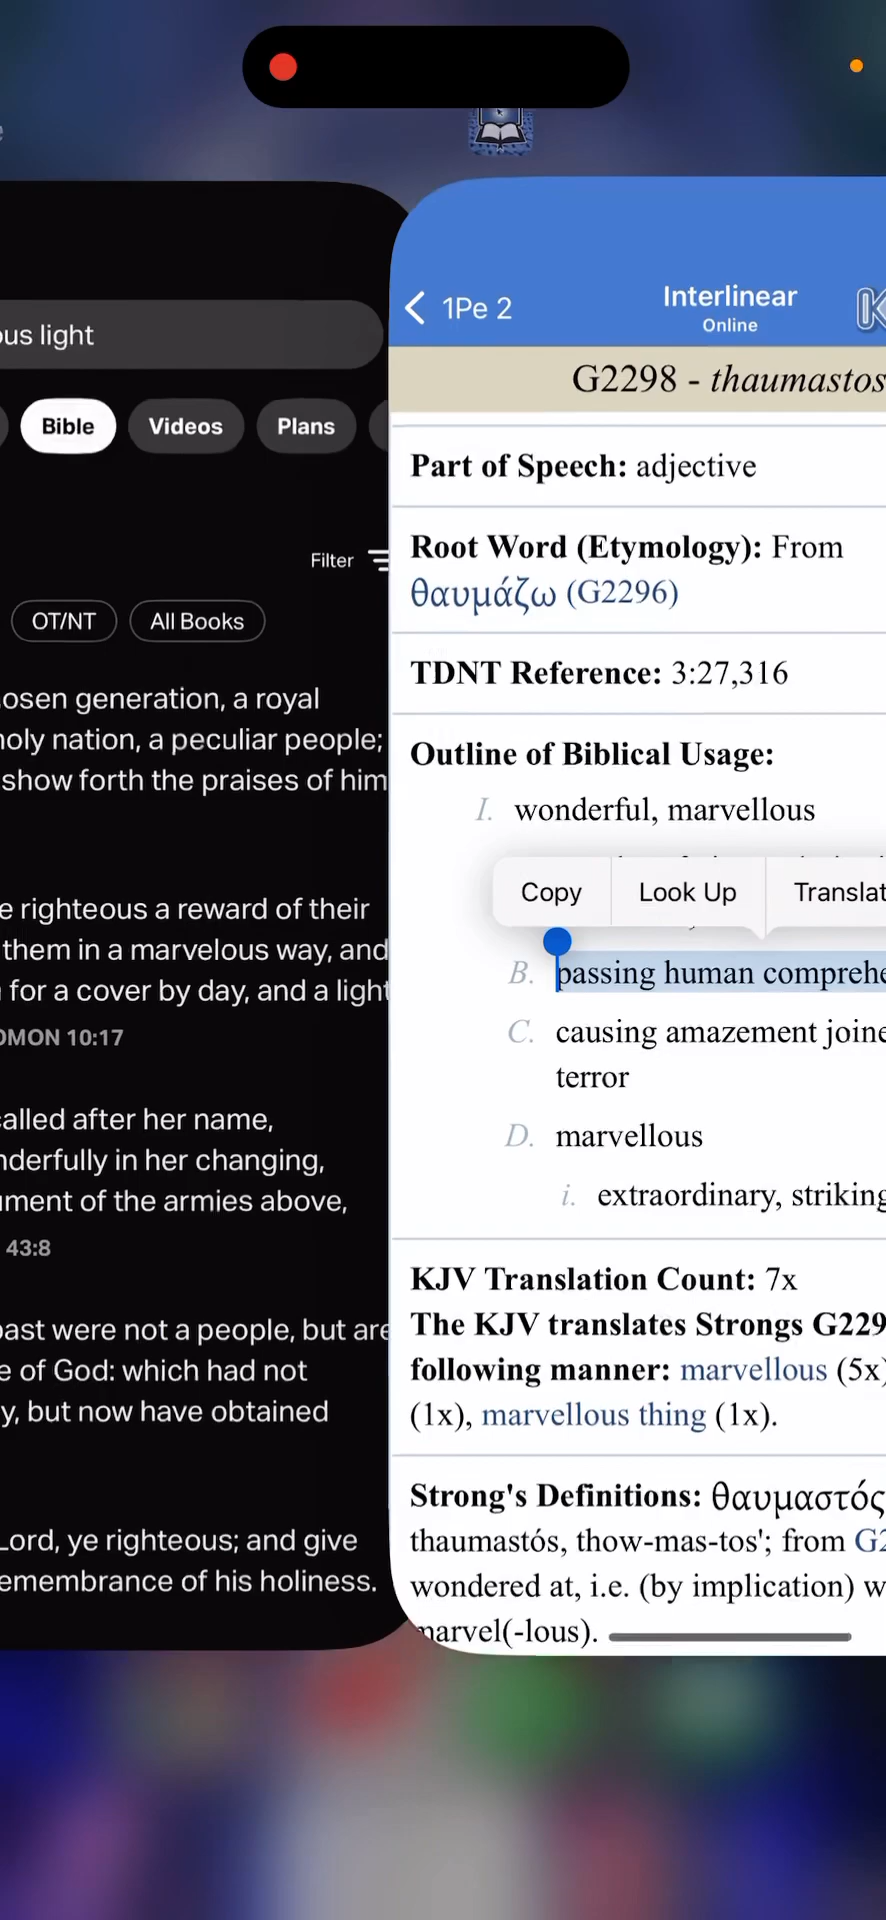 ous light
Bible
Videos
Plans
Filter
OT/NT
All Books
osen generation, a royal
holy nation, a peculiar people;
show forth the praises of him
e righteous a reward of their
them in a marvelous way, and
for a cover by day, and a light
OMON 10:17
called after her name,
nderfully in her changing,
ument of the armies above,
43:8
past were not a people, but are
e of God: which had not
y, but now have obtained
Lord, ye righteous; and give
emembrance of his holiness.
1Pe 2
Interlinear
Online
K
G2298 - thaumastos
Part of Speech: adjective
Root Word (Etymology): From
θαυμάζω (G2296)
TDNT Reference: 3:27,316
Outline of Biblical Usage:
I. wonderful, marvellous
Copy
Look Up
Translat
B. passing human comprehe
C. causing amazement joine
terror
D. marvellous
i. extraordinary, striking
KJV Translation Count: 7x
The KJV translates Strongs G229
following manner: marvellous (5x)
(1x), marvellous thing (1x).
Strong's Definitions: θαυμαστός
thaumastós, thow-mas-tos'; from G2
wondered at, i.e. (by implication) w
marvel(-lous).